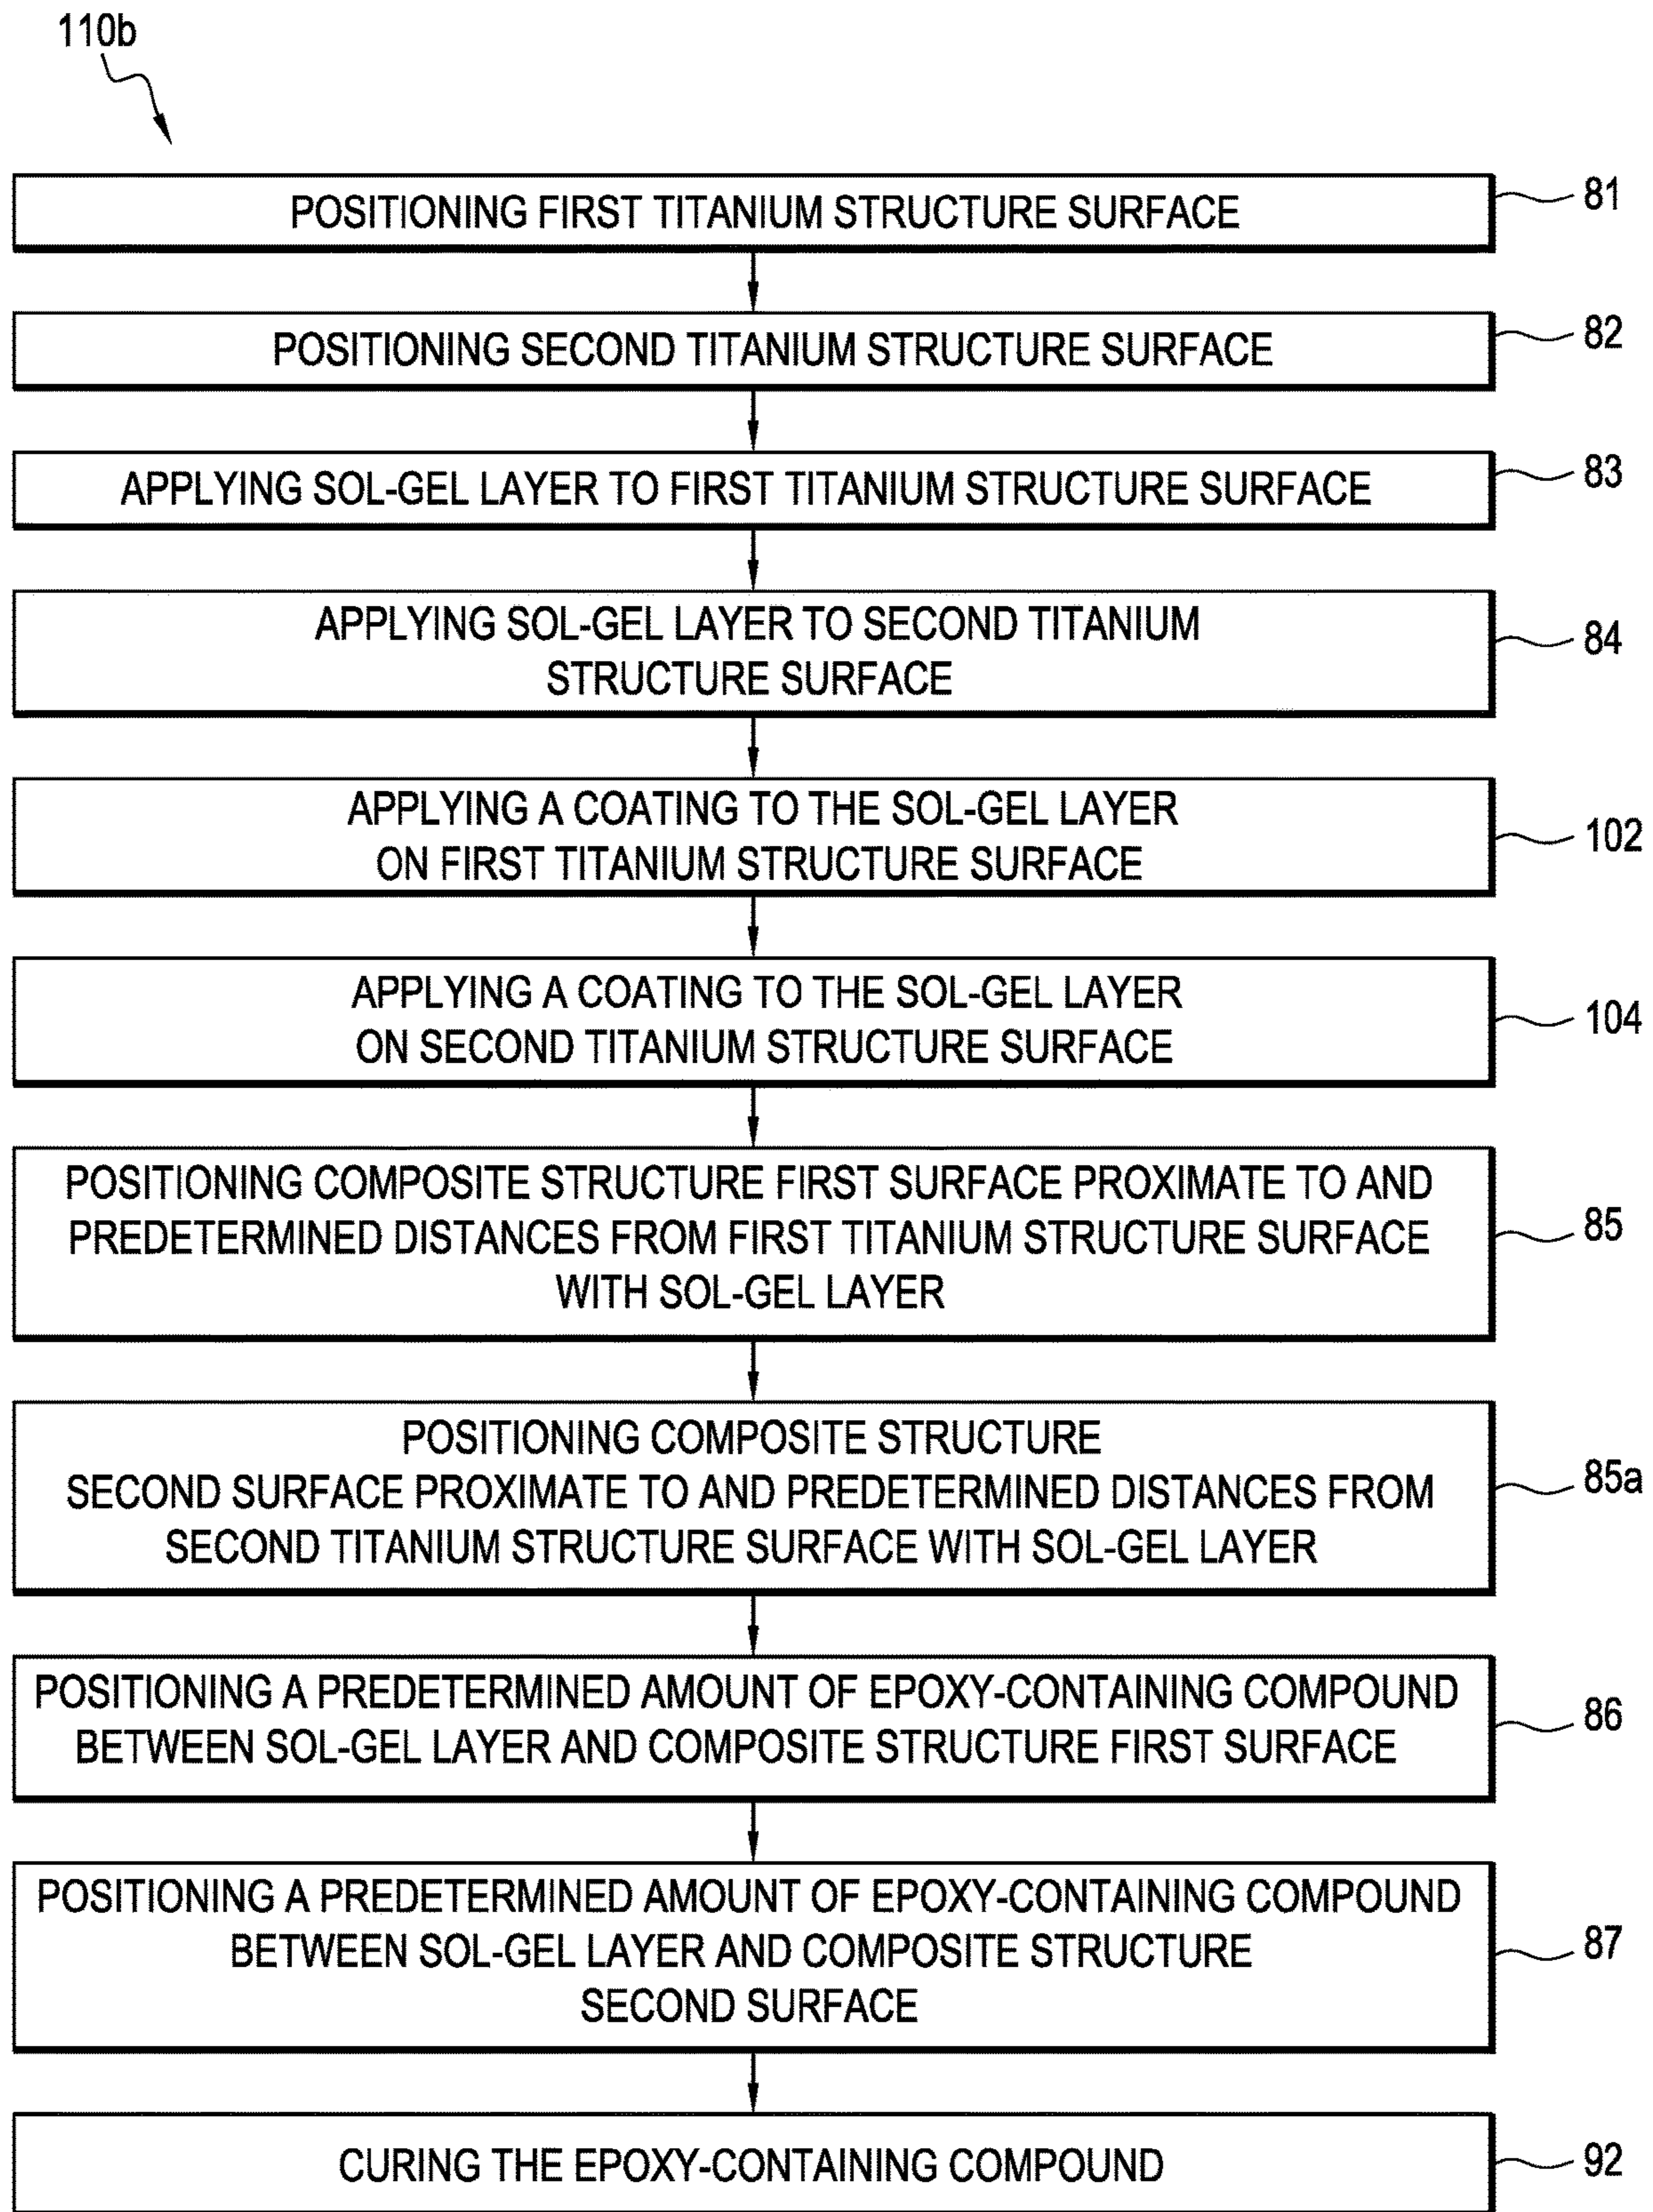 110b
POSITIONING FIRST TITANIUM STRUCTURE SURFACE
81
POSITIONING SECOND TITANIUM STRUCTURE SURFACE
82
APPLYING SOL-GEL LAYER TO FIRST TITANIUM STRUCTURE SURFACE
83
APPLYING SOL-GEL LAYER TO SECOND TITANIUM
STRUCTURE SURFACE
84
APPLYING A COATING TO THE SOL-GEL LAYER
ON FIRST TITANIUM STRUCTURE SURFACE
102
APPLYING A COATING TO THE SOL-GEL LAYER
ON SECOND TITANIUM STRUCTURE SURFACE
104
POSITIONING COMPOSITE STRUCTURE FIRST SURFACE PROXIMATE TO AND
PREDETERMINED DISTANCES FROM FIRST TITANIUM STRUCTURE SURFACE
WITH SOL-GEL LAYER
85
POSITIONING COMPOSITE STRUCTURE
SECOND SURFACE PROXIMATE TO AND PREDETERMINED DISTANCES FROM
SECOND TITANIUM STRUCTURE SURFACE WITH SOL-GEL LAYER
85a
POSITIONING A PREDETERMINED AMOUNT OF EPOXY-CONTAINING COMPOUND
BETWEEN SOL-GEL LAYER AND COMPOSITE STRUCTURE FIRST SURFACE
86
POSITIONING A PREDETERMINED AMOUNT OF EPOXY-CONTAINING COMPOUND
BETWEEN SOL-GEL LAYER AND COMPOSITE STRUCTURE
SECOND SURFACE
87
CURING THE EPOXY-CONTAINING COMPOUND
92